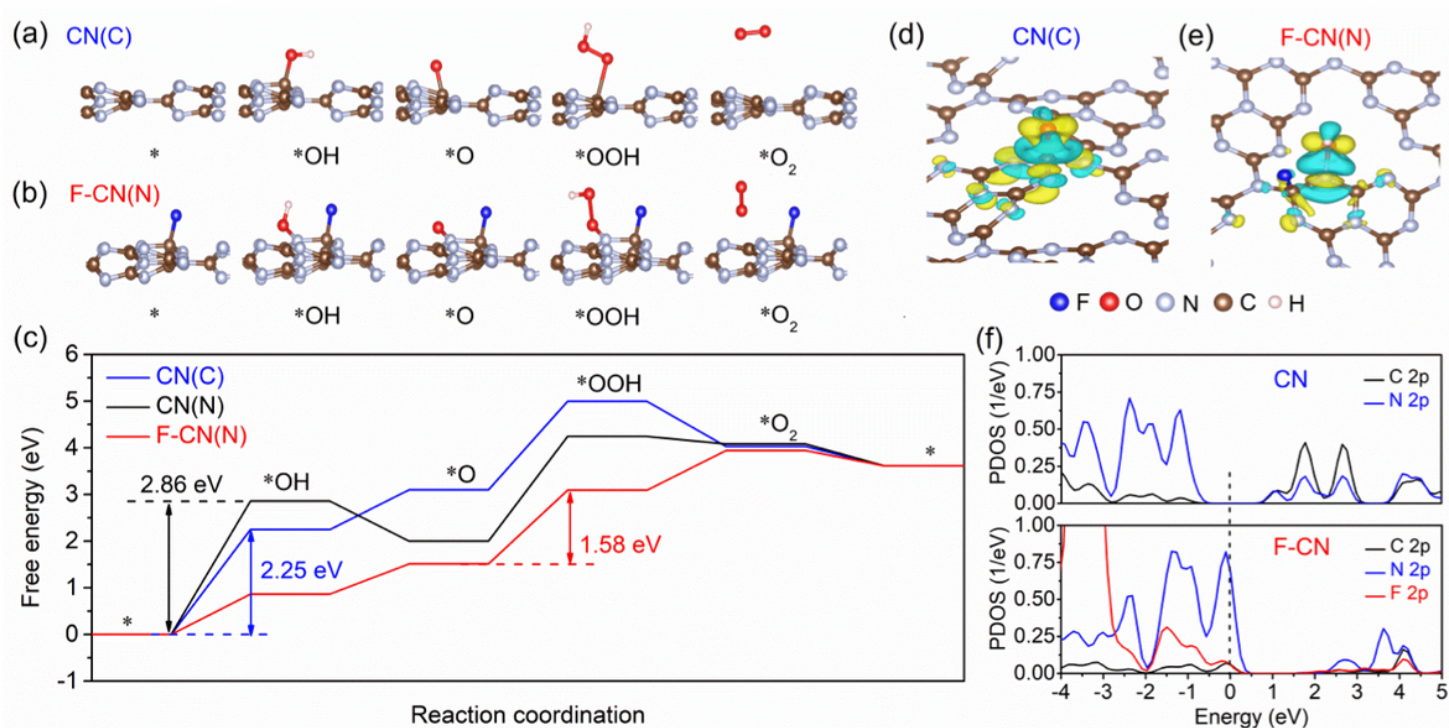 (a) CN(C)
* *OH *O *OOH *O2
(b) F-CN(N)
* *OH *O *OOH *O2
(d) CN(C)
(e) F-CN(N)
F O N C H
(c)
6
5
4
3
2
1
0
-1
Free energy (eV)
CN(C)
CN(N)
F-CN(N)
2.86 eV
2.25 eV
1.58 eV
* *OH *O *OOH *O2 *
Reaction coordination
(f)
CN
C 2p
N 2p
1.00
0.75
0.50
0.25
0.00
PDOS (1/eV)
F-CN
C 2p
N 2p
F 2p
1.00
0.75
0.50
0.25
0.00
PDOS (1/eV)
-4 -3 -2 -1 0 1 2 3 4 5
Energy (eV)